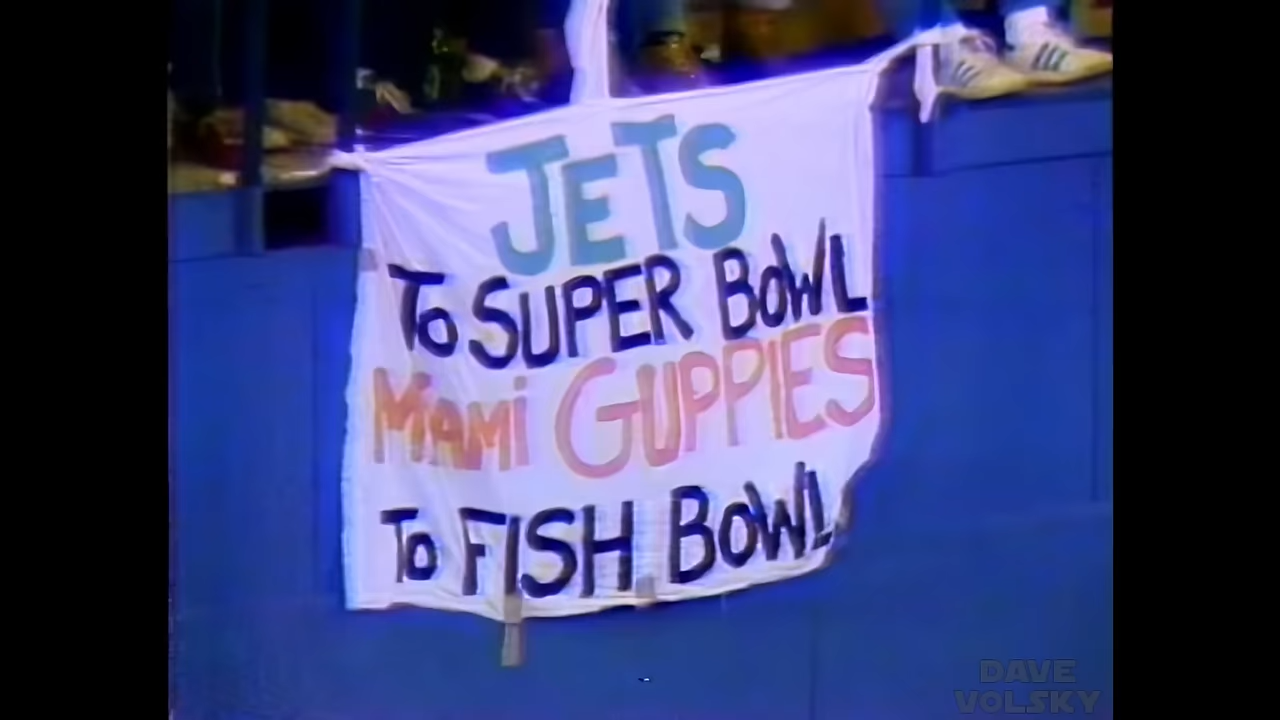 JETS
To SUPER BOWL
MiAMi GUPPIES
To FISH BOWL
DAVE
VOLSKY